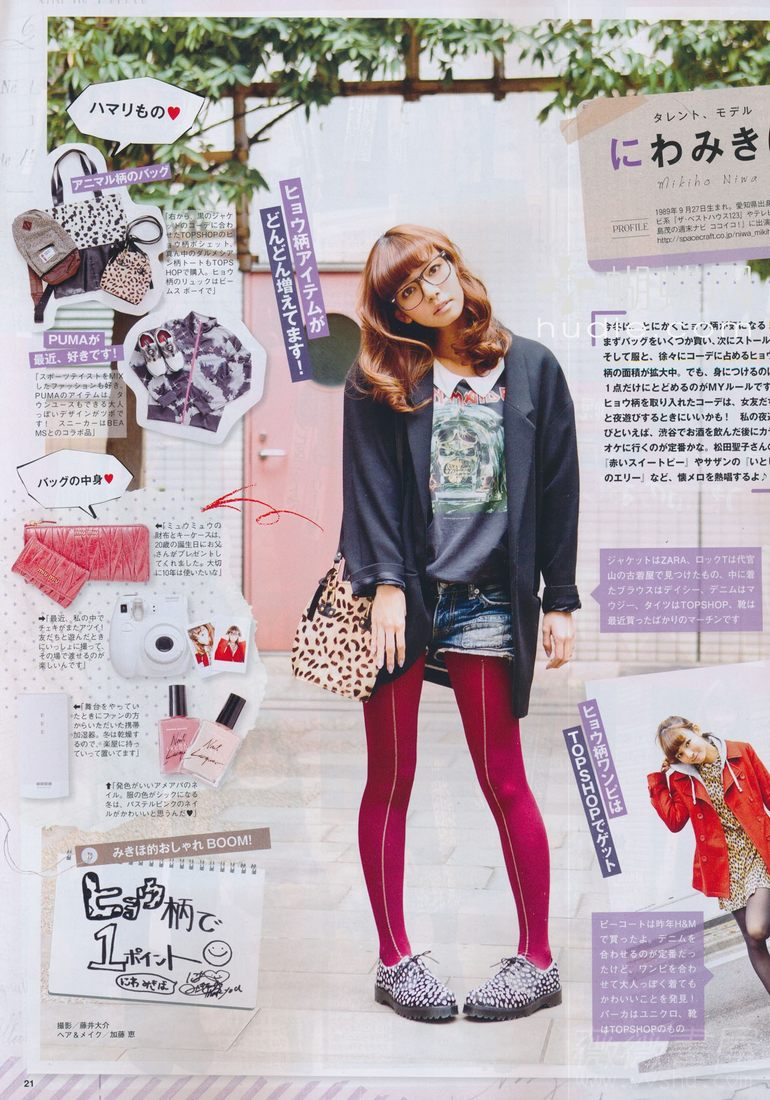 ハマリもの♥
アニマル柄のバッグ
「右から、黒のジャケ
ットのコーデに合わ
せたTOPSHOPのヒ
ョウ柄ポシェット、
真ん中のダルメシア
ン柄トートもTOPS
HOPで購入。ヒョウ
柄のリュックはビー
ムス ボーイで」
PUMAが
最近、好きです!
「スポーツテイストをMIX
したファッションも好き。
PUMAのアイテムは、タ
ウンユースもできる大人
っぽいデザインがツボで
す! スニーカーはBEA
MSとのコラボ品」
バッグの中身♥
⬅「ミュウミュウの
財布とキーケースは、
20歳の誕生日にお父
さんがプレゼントし
てくれました。大切
に10年は使いたいな」
miu miu
⬅「最近、私の中で
チェキがまたアツイ!
友だちと遊んだとき
にいっしょに撮って、
その場で渡せるのが
楽しいんです」
⬅「舞台をやってい
たときにファンの方
からいただいた携帯
加湿器。冬は乾燥す
るので、楽屋に持っ
ていって置いてます」
Nail
Lacquer
Nail
Lacquer
⬆「発色がいいアメアパのネ
イル。服の色がシックになる
冬は、パステルピンクのネイ
ルがかわいいと思うんだ♥」
みきほ的おしゃれ BOOM!
ヒョウ柄で
1ポイント
にわ みきほ
撮影/藤井大介
ヘア&メイク/加藤 恵
21
ヒョウ柄アイテムが
どんどん増えてます!
タレント、モデル
にわみき
Mikiho Niwa
PROFILE
1989年9月27日生まれ。愛知県出身
ビ系『ザ・ベストハウス123』やテレビ
島茂の週末ナビ ココイコ!』に出演
http://spacecraft.co.jp/niwa_mikih
今年は、とにかくヒョウ柄が気になる!
まずバッグをいくつか買い、次にストール
そして服と、徐々にコーデに占めるヒョウ
柄の面積が拡大中。でも、身につけるのは
1点だけにとどめるのがMYルールです
ヒョウ柄を取り入れたコーデは、女友だち
と夜遊びするときにいいかも! 私の夜遊
びといえば、渋谷でお酒を飲んだ後にカラ
オケに行くのが定番かな。松田聖子さんの
『赤いスイートピー』やサザンの『いとし
のエリー』など、懐メロを熱唱するよ♪
ジャケットはZARA、ロックTは代官
山の古着屋で見つけたもの、中に着
たブラウスはデイシー、デニムはマ
ウジー、タイツはTOPSHOP、靴は
最近買ったばかりのマーチンです
ヒョウ柄ワンピは
TOPSHOPでゲット
ピーコートは昨年H&M
で買ったよ。デニムを
合わせるのが定番だっ
たけど、ワンピを合わ
せて大人っぽく着ても
かわいいことを発見!
パーカはユニクロ、靴
はTOPSHOPのもの